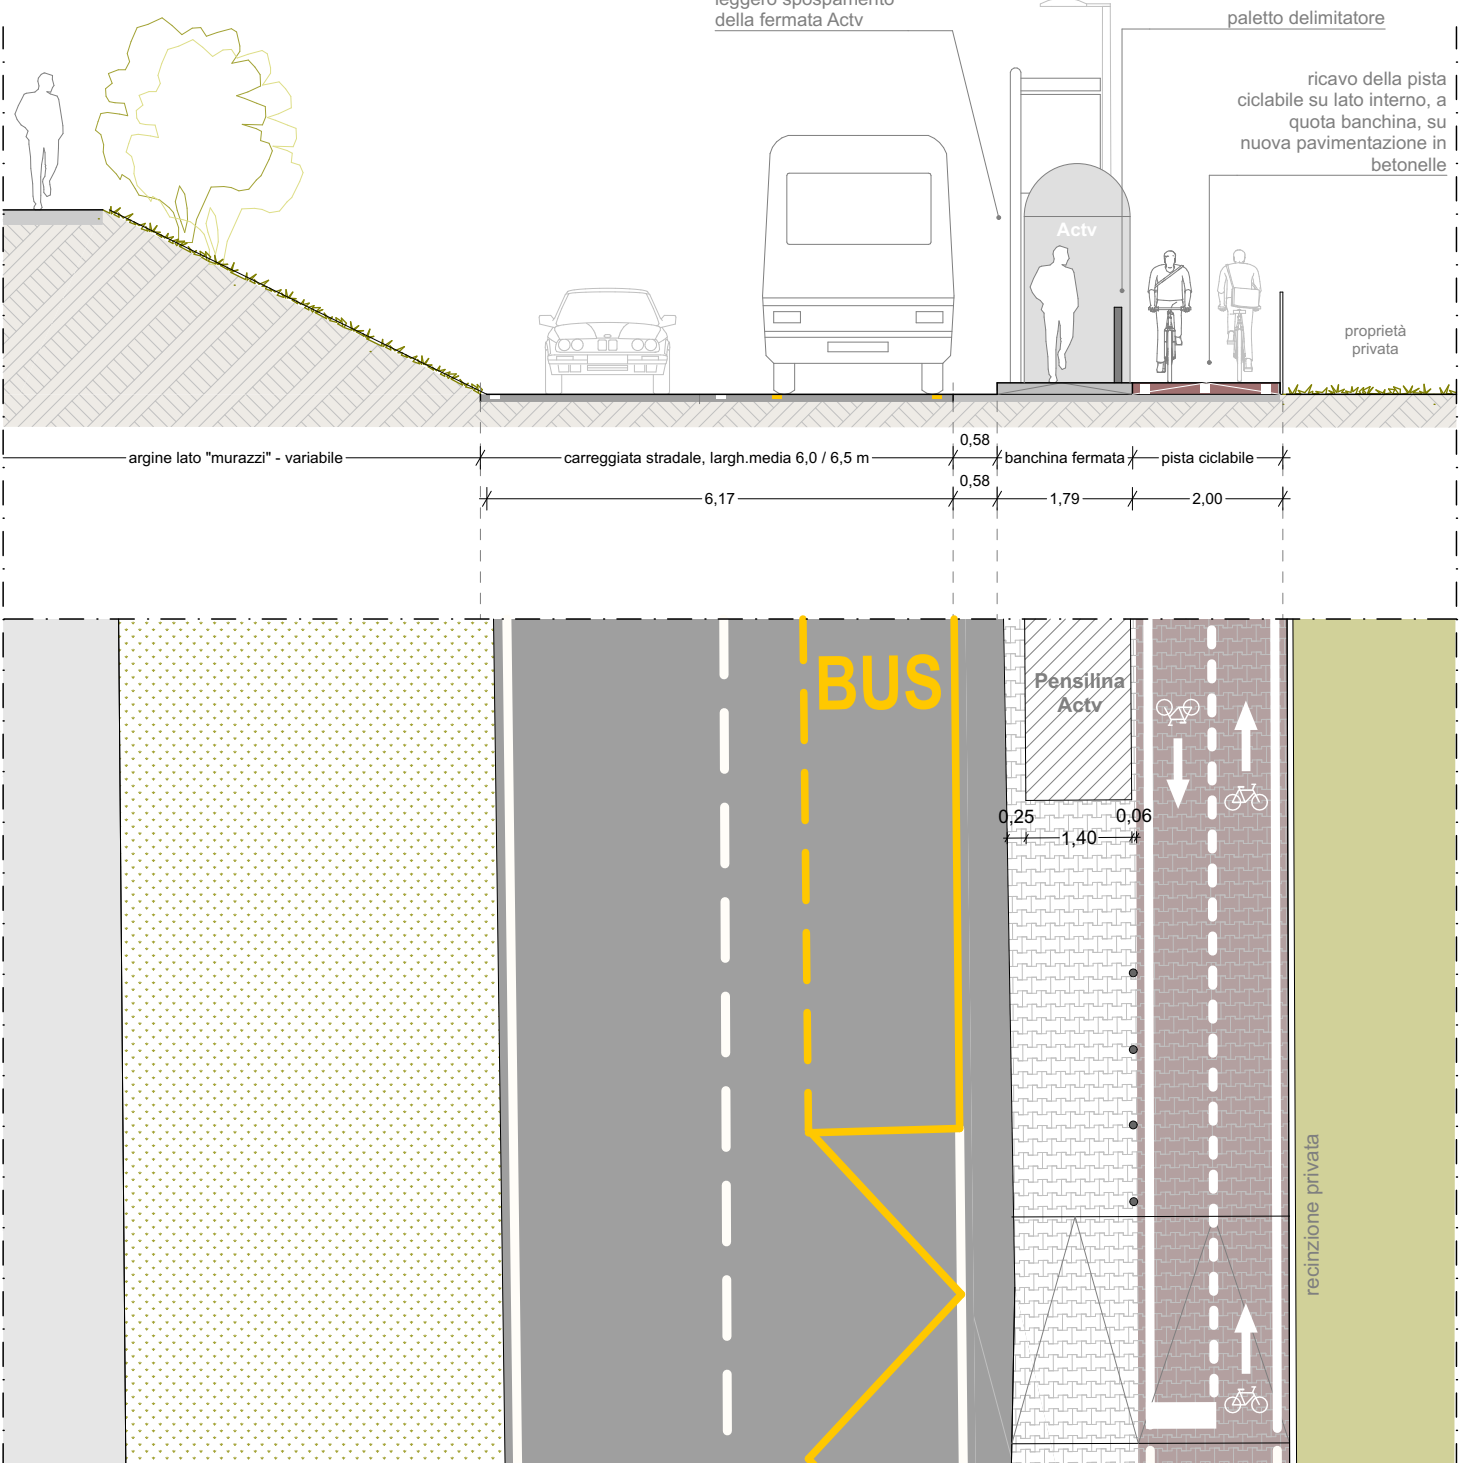 leggero spospamento
della fermata Actv
paletto delimitatore
ricavo della pista
ciclabile su lato interno, a
quota banchina, su
nuova pavimentazione in
betonelle
Actv
proprietà
privata
argine lato "murazzi" - variabile
carreggiata stradale, largh.media 6,0 / 6,5 m
0,58
banchina fermata
pista ciclabile
6,17
0,58
1,79
2,00
BUS
Pensilina
Actv
0,25
1,40
0,06
recinzione privata